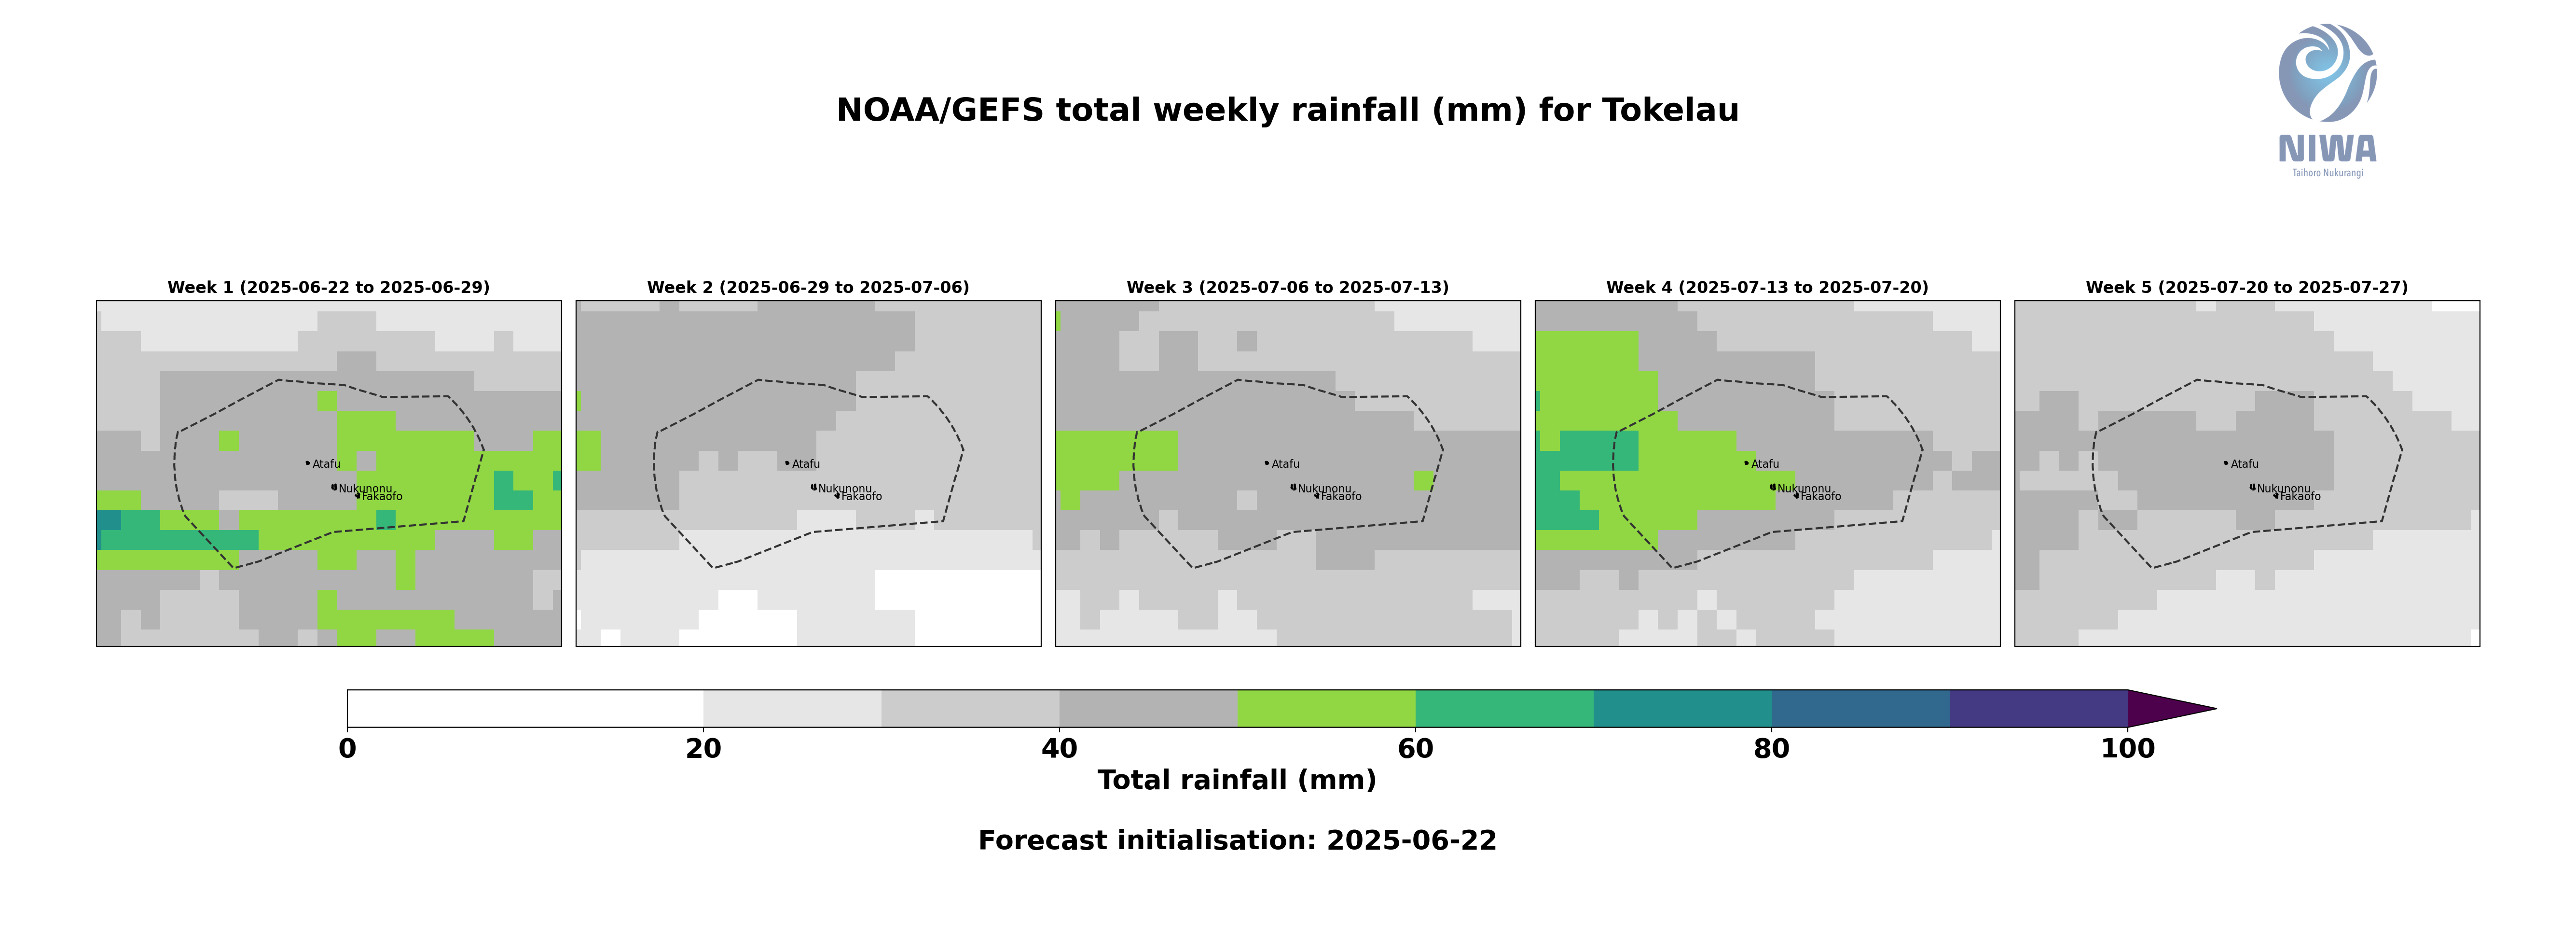 NOAA/GEFS total weekly rainfall (mm) for Tokelau
NIWA
Taihoro Nukurangi
Week 1 (2025-06-22 to 2025-06-29)
Week 2 (2025-06-29 to 2025-07-06)
Week 3 (2025-07-06 to 2025-07-13)
Week 4 (2025-07-13 to 2025-07-20)
Week 5 (2025-07-20 to 2025-07-27)
Atafu
Nukunonu
Fakaofo
Atafu
Nukunonu
Fakaofo
Atafu
Nukunonu
Fakaofo
Atafu
Nukunonu
Fakaofo
Atafu
Nukunonu
Fakaofo
0 20 40 60 80 100
Total rainfall (mm)
Forecast initialisation: 2025-06-22